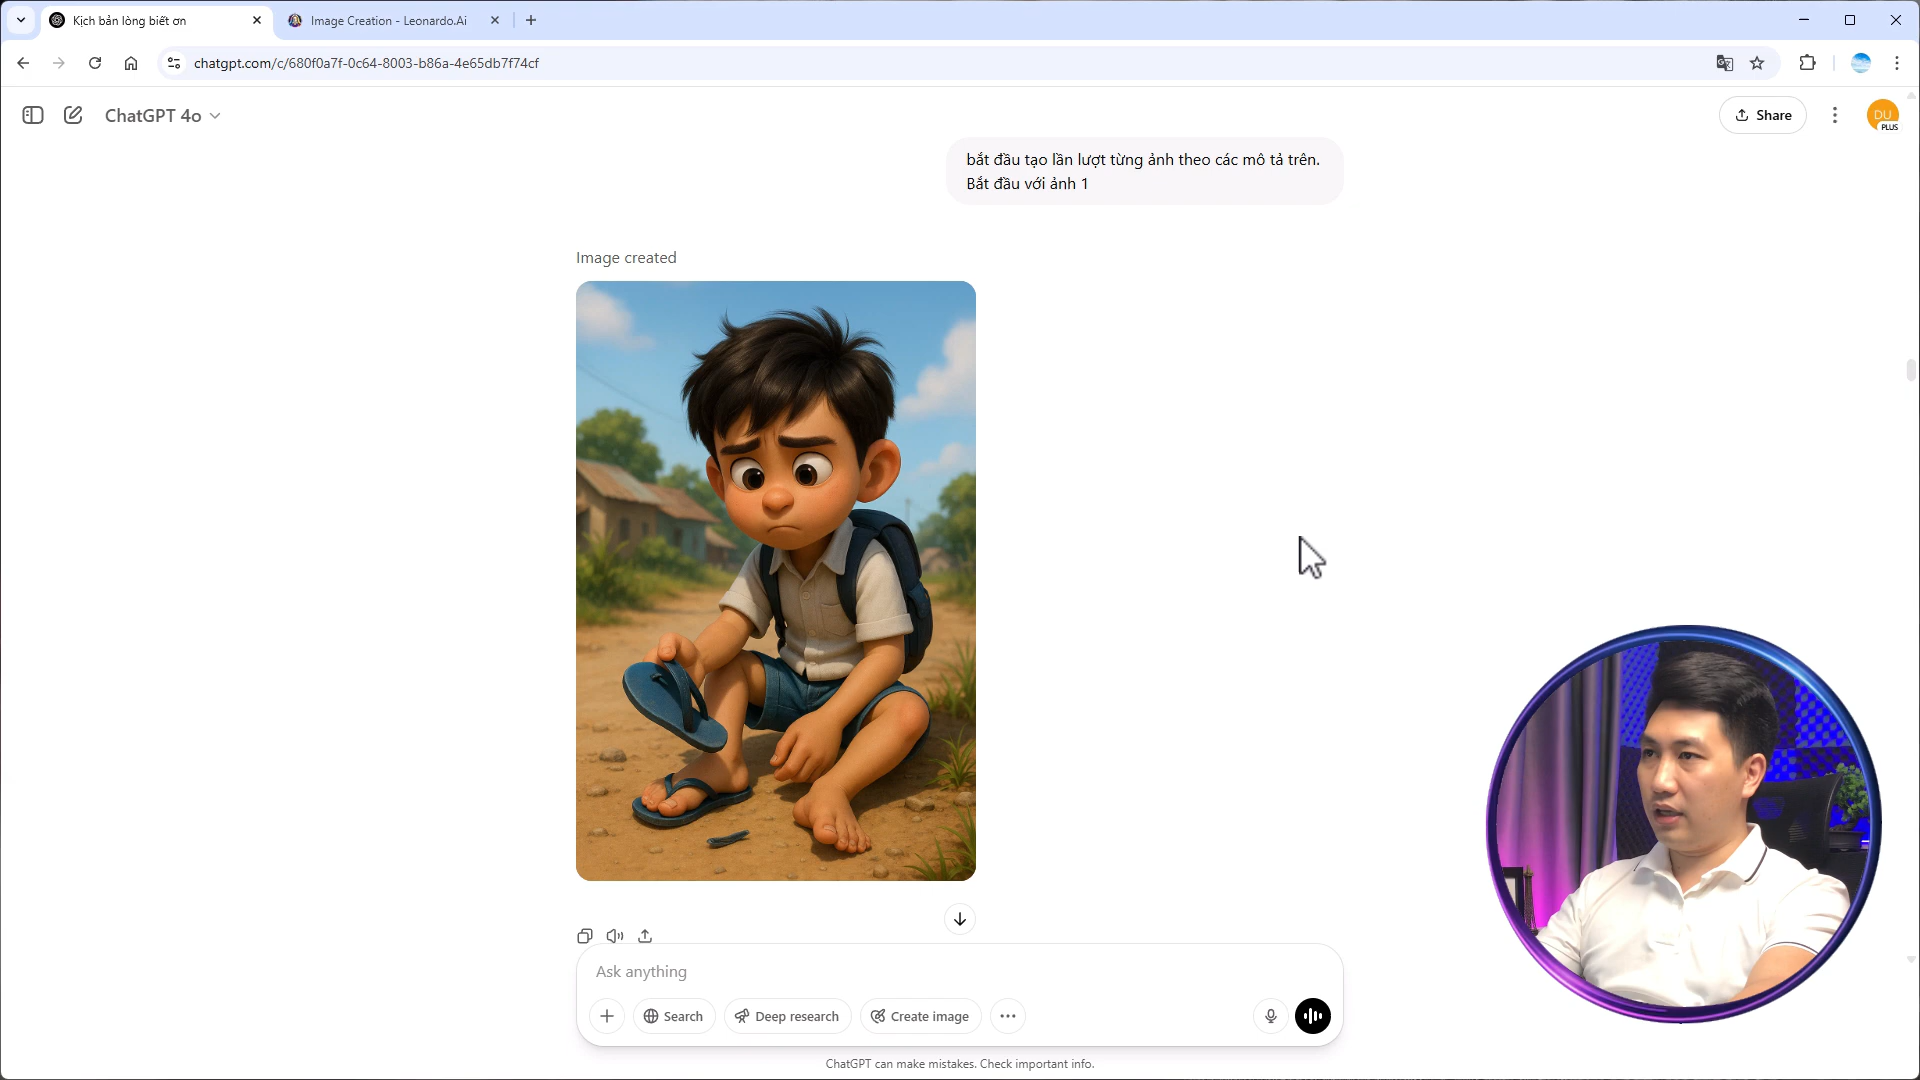 Kịch bản lòng biết ơn
Image Creation - Leonardo.Ai
chatgpt.com/c/680f0a7f-0c64-8003-b86a-4e65db7f74cf
ChatGPT 4o
Share
DU
PLUS
bắt đầu tạo lần lượt từng ảnh theo các mô tả trên.
Bắt đầu với ảnh 1
Image created
Ask anything
Search
Deep research
Create image
ChatGPT can make mistakes. Check important info.